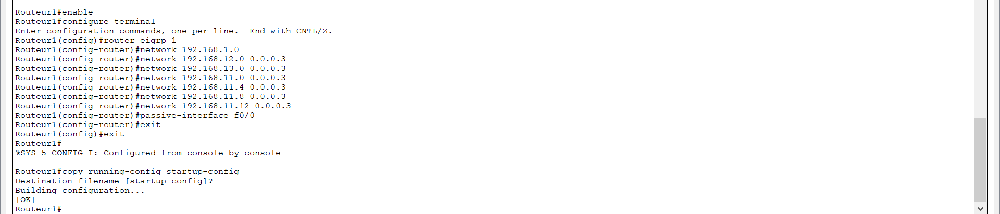 Routeur1#enable
Routeur1#configure terminal
Enter configuration commands, one per line.  End with CNTL/Z.
Routeur1(config)#router eigrp 1
Routeur1(config-router)#network 192.168.1.0
Routeur1(config-router)#network 192.168.12.0 0.0.0.3
Routeur1(config-router)#network 192.168.13.0 0.0.0.3
Routeur1(config-router)#network 192.168.11.0 0.0.0.3
Routeur1(config-router)#network 192.168.11.4 0.0.0.3
Routeur1(config-router)#network 192.168.11.8 0.0.0.3
Routeur1(config-router)#network 192.168.11.12 0.0.0.3
Routeur1(config-router)#passive-interface f0/0
Routeur1(config-router)#exit
Routeur1(config)#exit
Routeur1#
%SYS-5-CONFIG_I: Configured from console by console
Routeur1#copy running-config startup-config
Destination filename [startup-config]?
Building configuration...
[OK]
Routeur1#